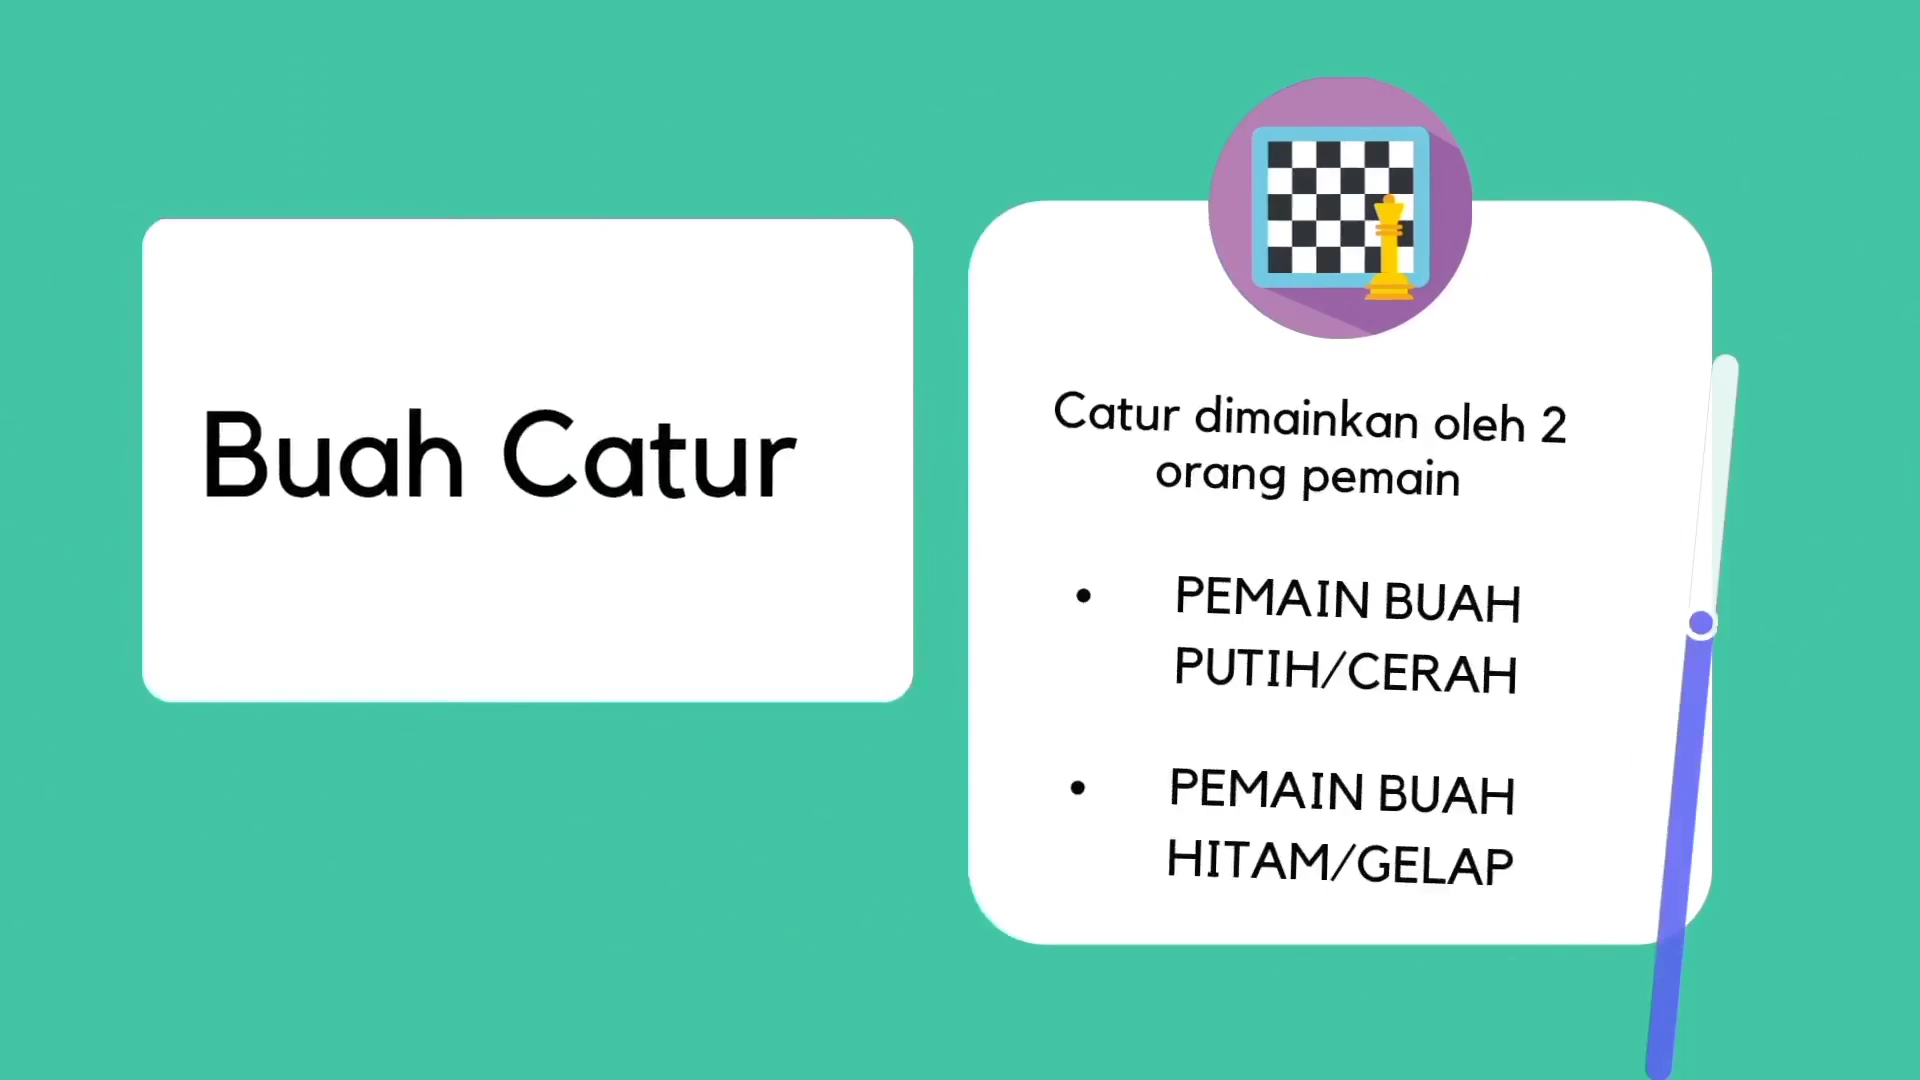 Buah Catur
Catur dimainkan oleh 2
orang pemain
• PEMAIN BUAH
PUTIH/CERAH
• PEMAIN BUAH
HITAM/GELAP